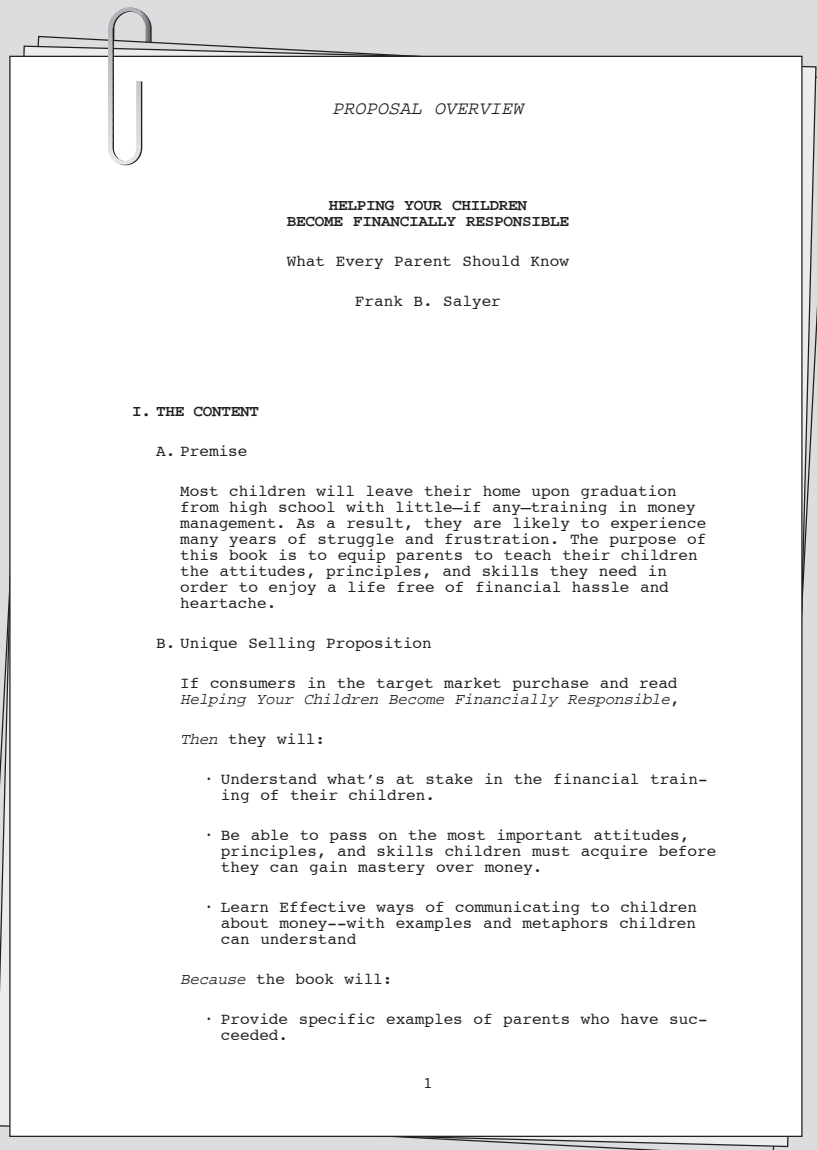 PROPOSAL OVERVIEW
HELPING YOUR CHILDREN
BECOME FINANCIALLY RESPONSIBLE
What Every Parent Should Know
Frank B. Salyer
I. THE CONTENT
A. Premise
Most children will leave their home upon graduation
from high school with little—if any—training in money
management. As a result, they are likely to experience
many years of struggle and frustration. The purpose of
this book is to equip parents to teach their children
the attitudes, principles, and skills they need in
order to enjoy a life free of financial hassle and
heartache.
B. Unique Selling Proposition
If consumers in the target market purchase and read
Helping Your Children Become Financially Responsible,
Then they will:
· Understand what's at stake in the financial train-
ing of their children.
· Be able to pass on the most important attitudes,
principles, and skills children must acquire before
they can gain mastery over money.
· Learn Effective ways of communicating to children
about money--with examples and metaphors children
can understand
Because the book will:
· Provide specific examples of parents who have suc-
ceeded.
1